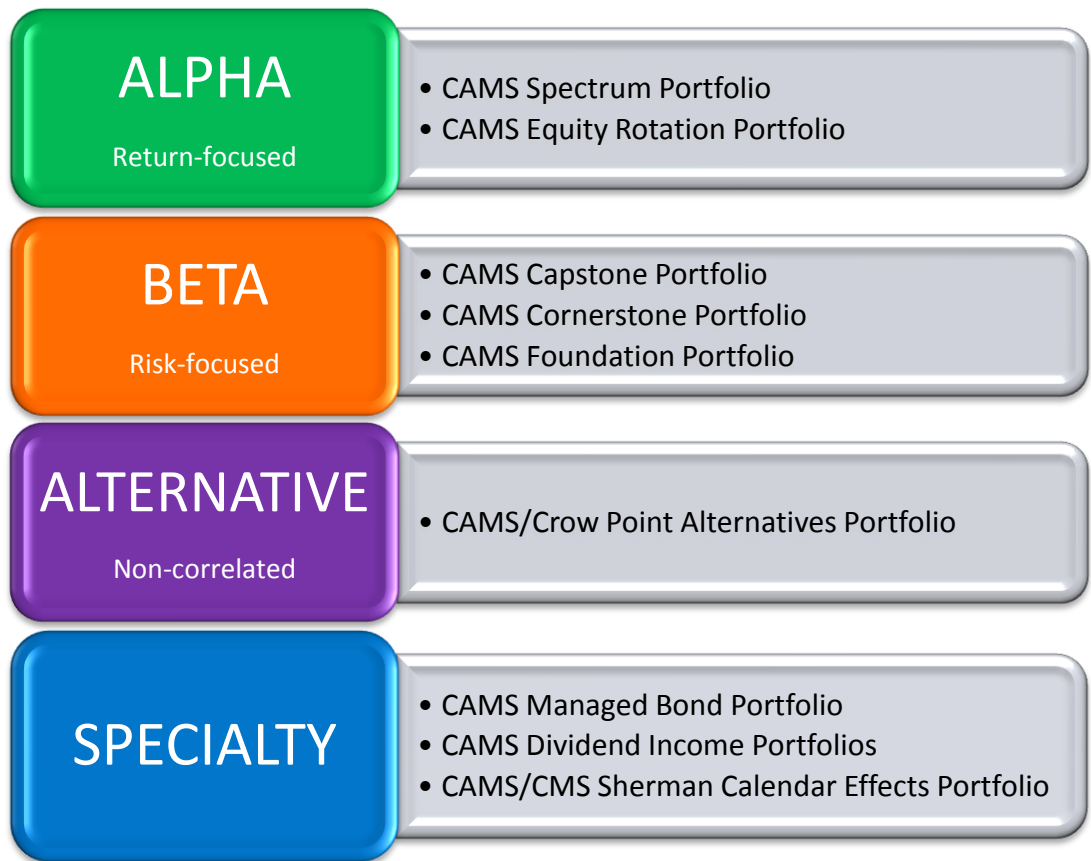 ALPHA
Return-focused
• CAMS Spectrum Portfolio
• CAMS Equity Rotation Portfolio
BETA
Risk-focused
• CAMS Capstone Portfolio
• CAMS Cornerstone Portfolio
• CAMS Foundation Portfolio
ALTERNATIVE
Non-correlated
• CAMS/Crow Point Alternatives Portfolio
SPECIALTY
• CAMS Managed Bond Portfolio
• CAMS Dividend Income Portfolios
• CAMS/CMS Sherman Calendar Effects Portfolio